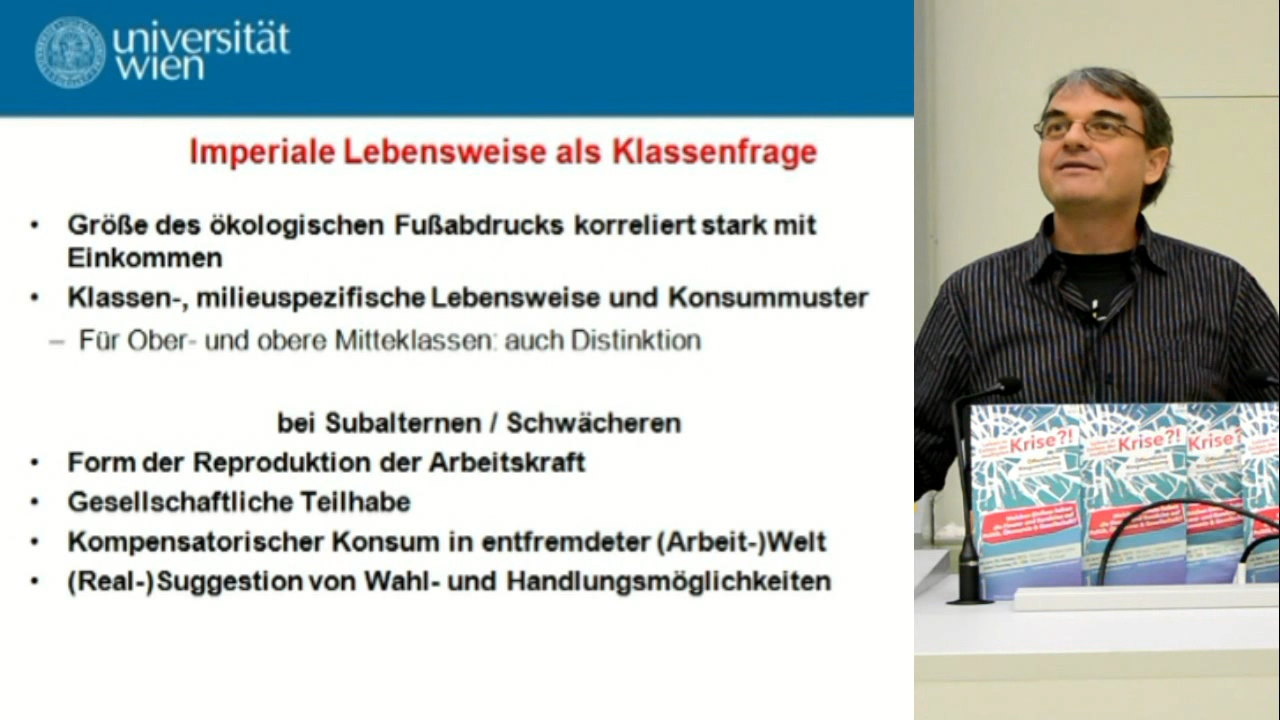 universität
wien
Imperiale Lebensweise als Klassenfrage
• Größe des ökologischen Fußabdrucks korreliert stark mit
Einkommen
• Klassen-, milieuspezifische Lebensweise und Konsummuster
– Für Ober- und obere Mitteklassen: auch Distinktion
bei Subalternen / Schwächeren
• Form der Reproduktion der Arbeitskraft
• Gesellschaftliche Teilhabe
• Kompensatorischer Konsum in entfremdeter (Arbeit-)Welt
• (Real-)Suggestion von Wahl- und Handlungsmöglichkeiten
Krise?!
Krise?!
Krise?